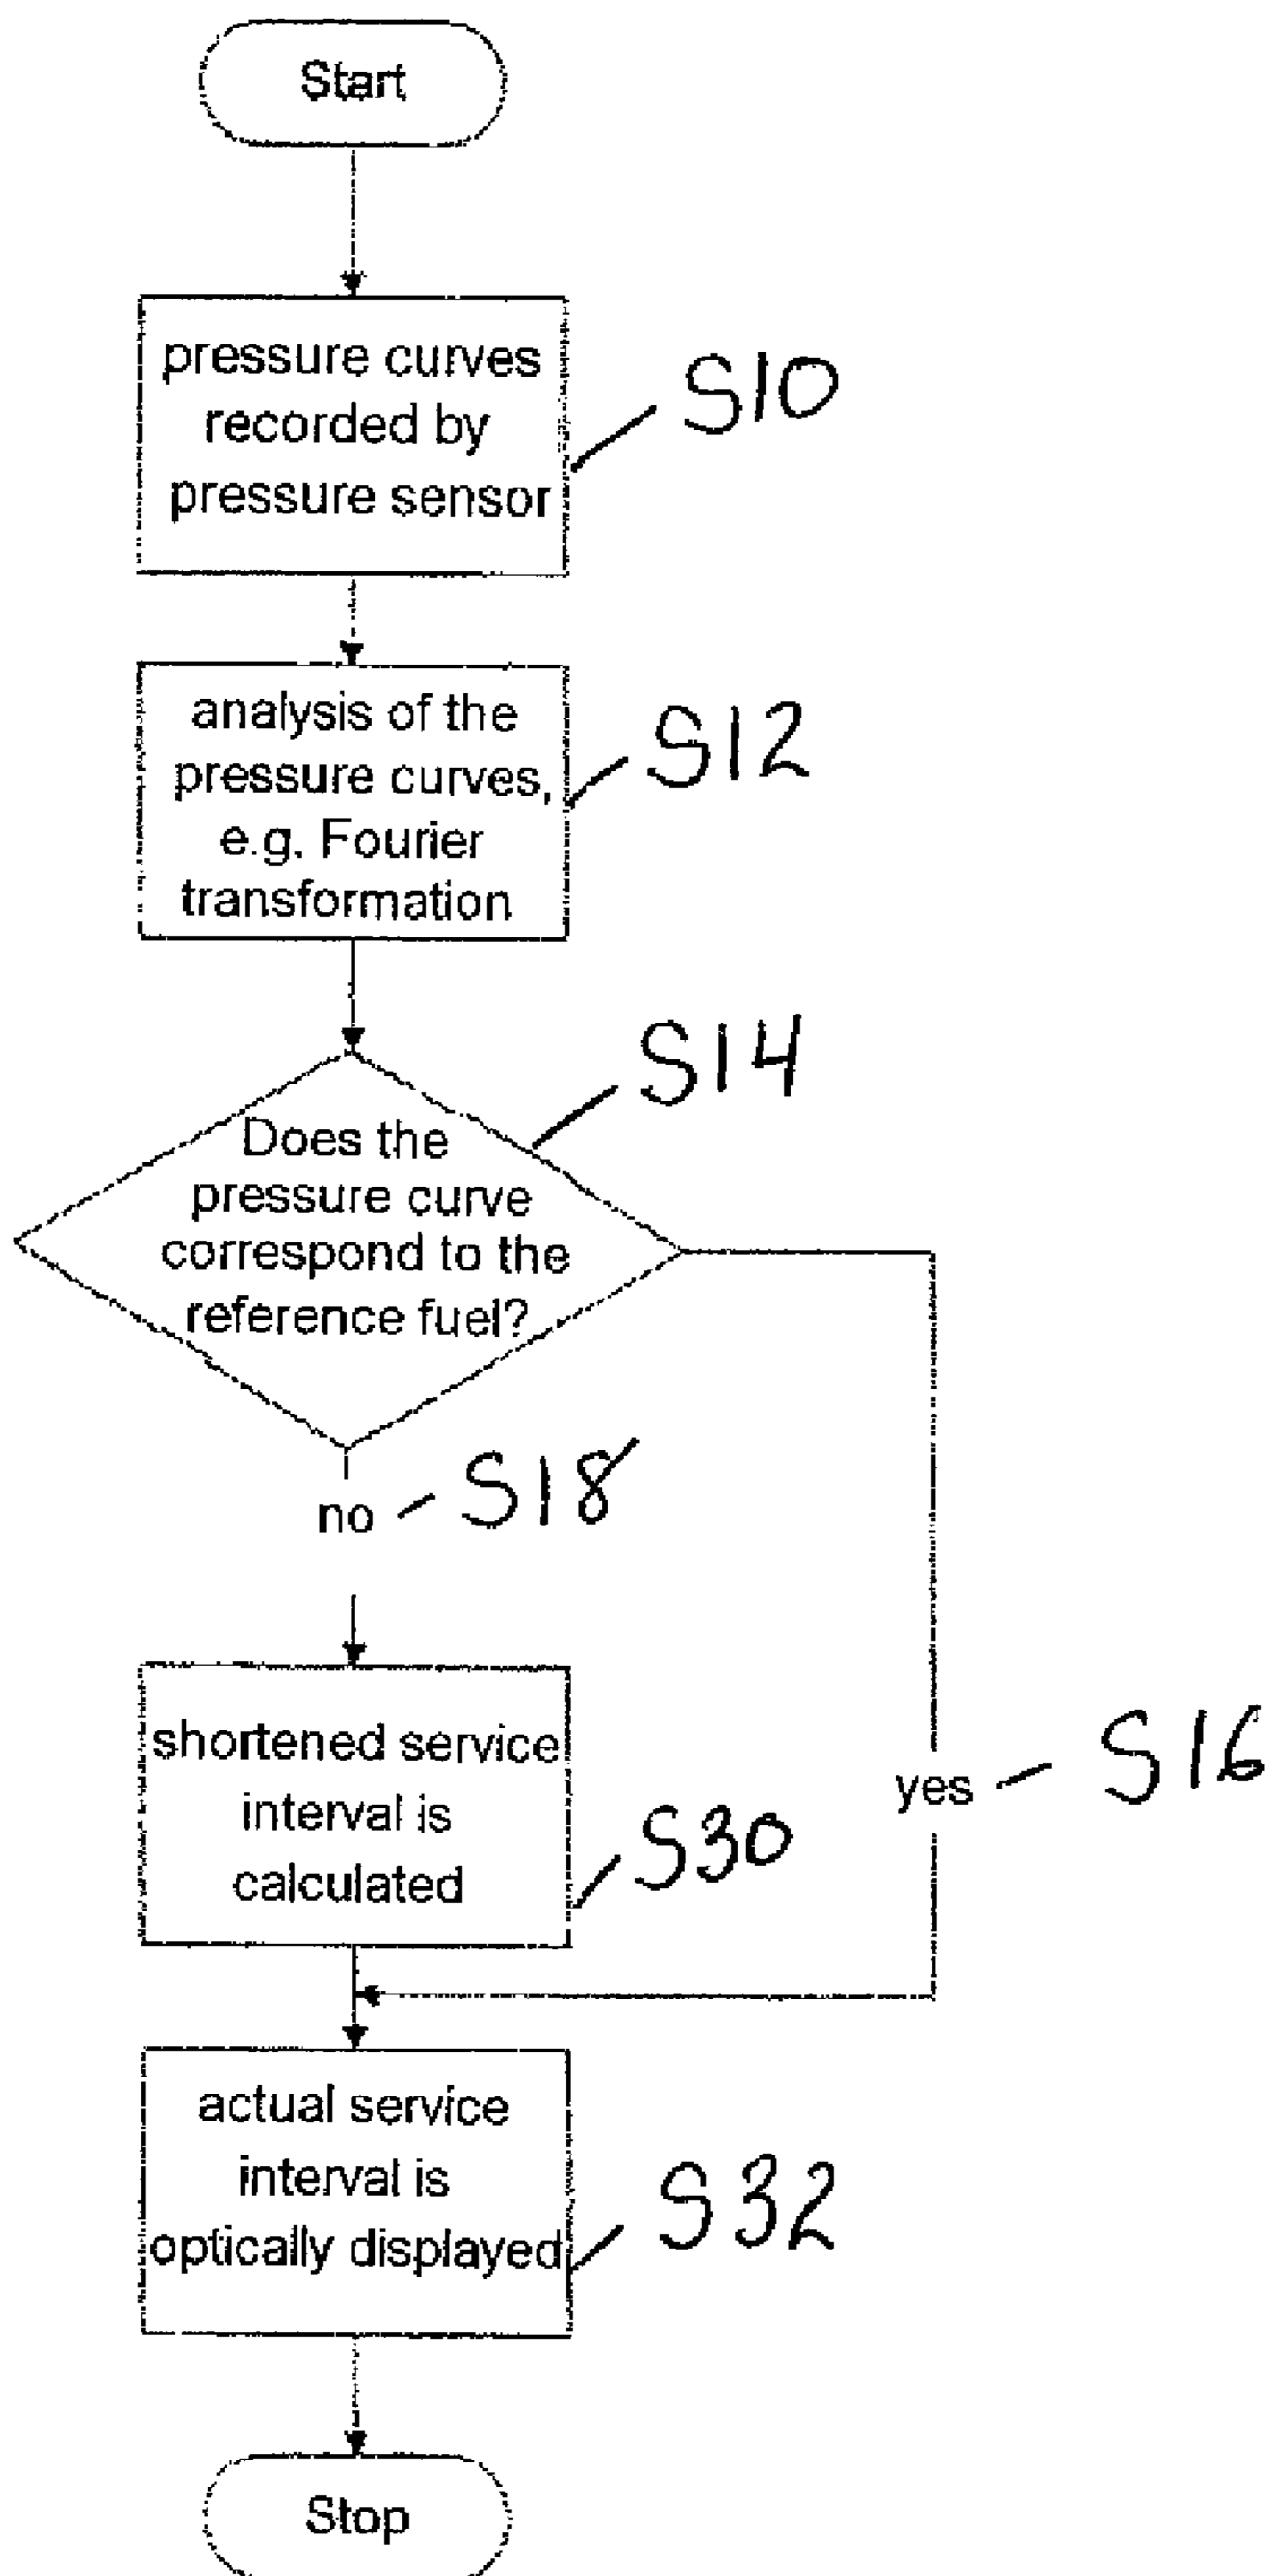 Start
pressure curves
recorded by
pressure sensor
S10
analysis of the
pressure curves,
e.g. Fourier
transformation
S12
Does the
pressure curve
correspond to the
reference fuel?
S14
no
S18
shortened service
interval is
calculated
S30
yes
S16
actual service
interval is
optically displayed
S32
Stop